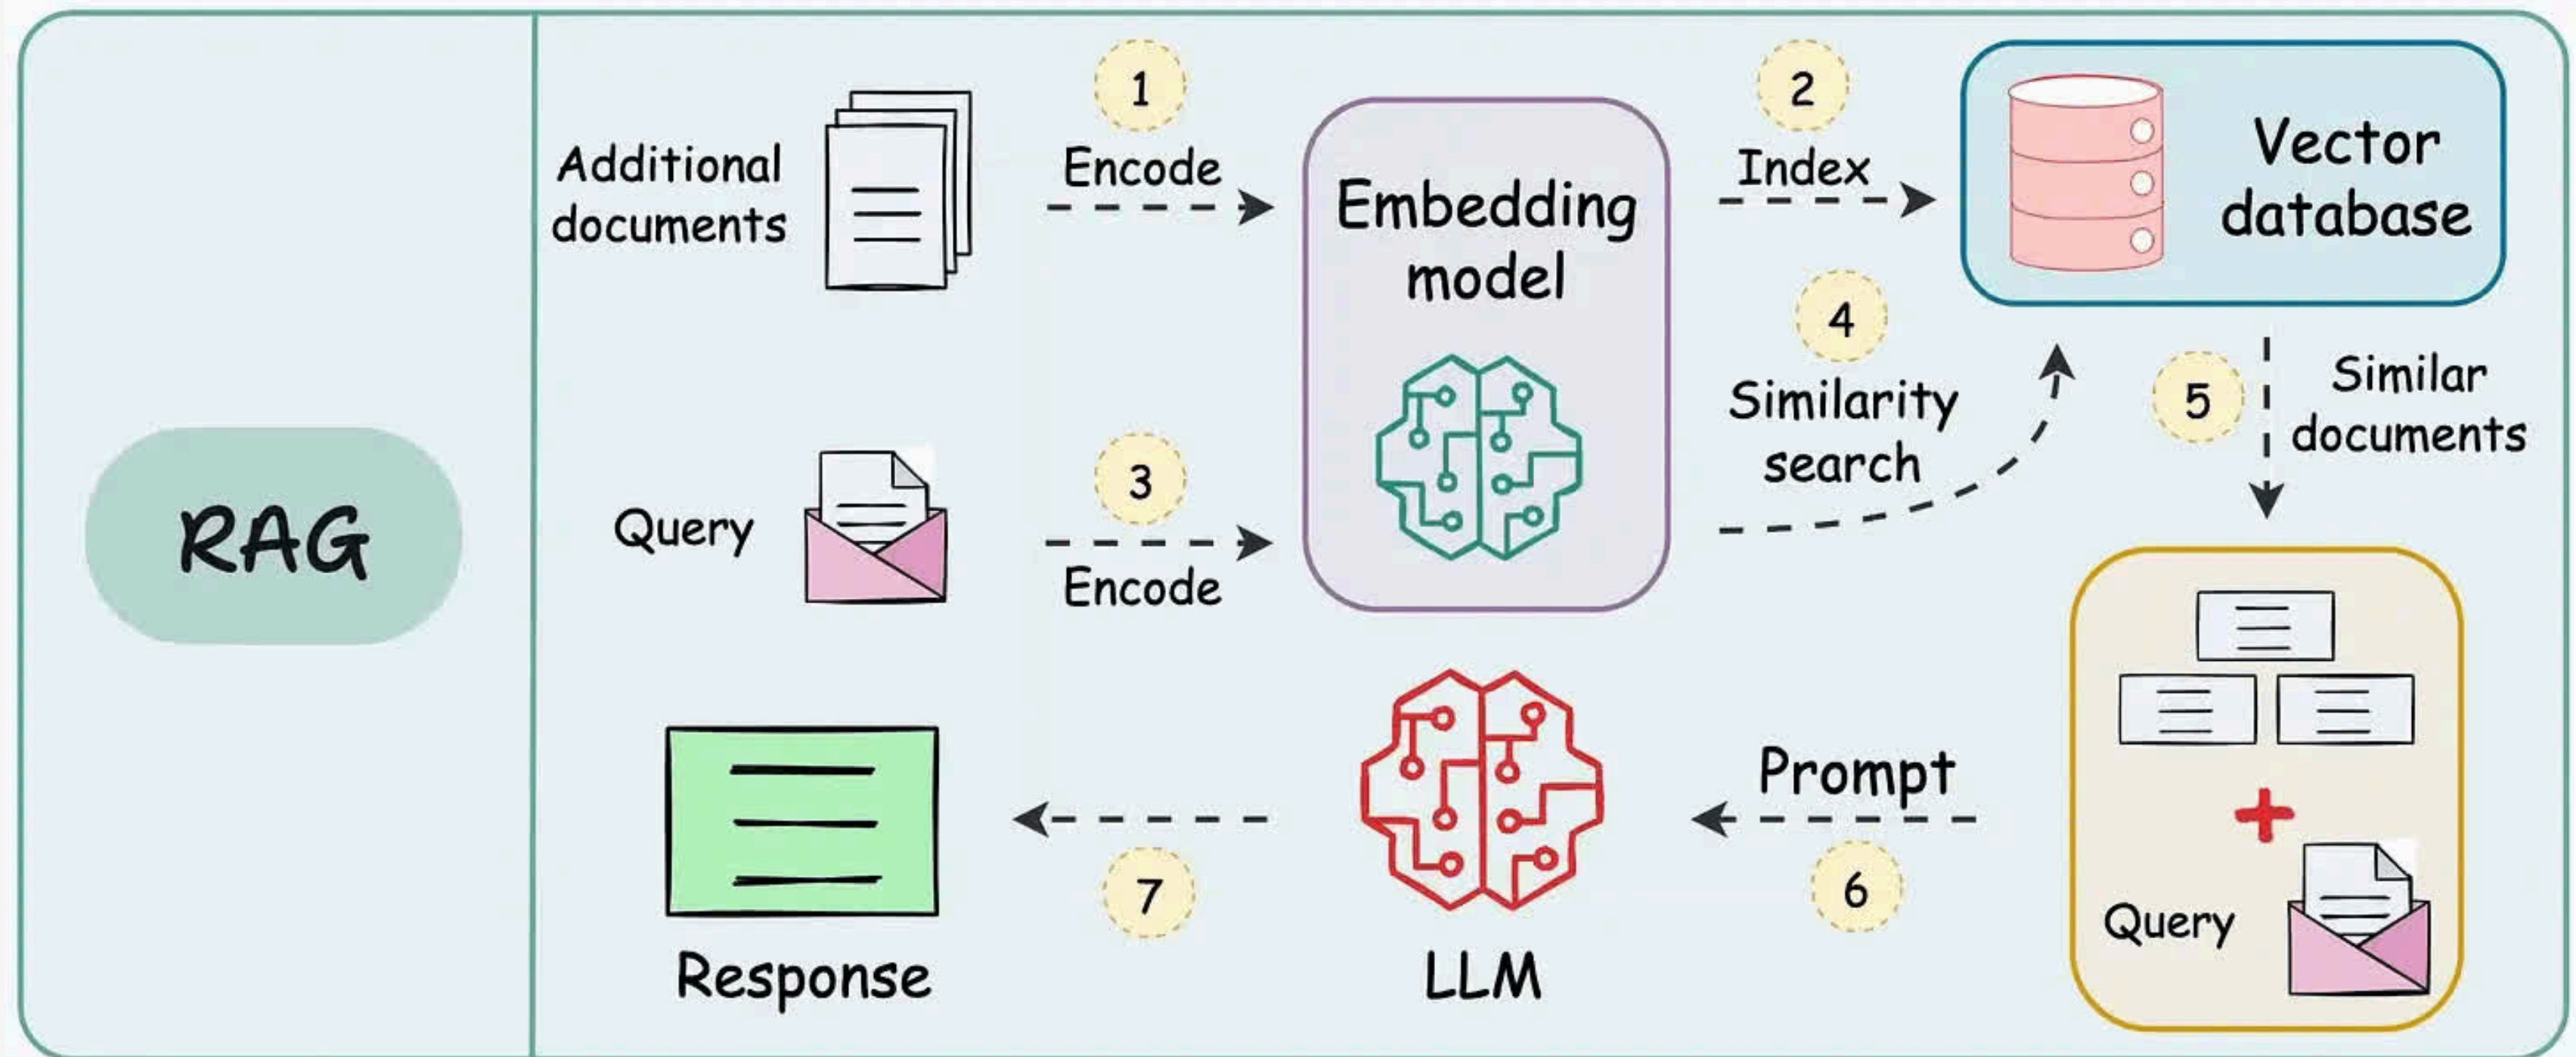 RAG
Additional
documents
1
Encode
Embedding
model
2
Index
Vector
database
Query
3
Encode
4
Similarity
search
5
Similar
documents
Query
Prompt
6
LLM
7
Response